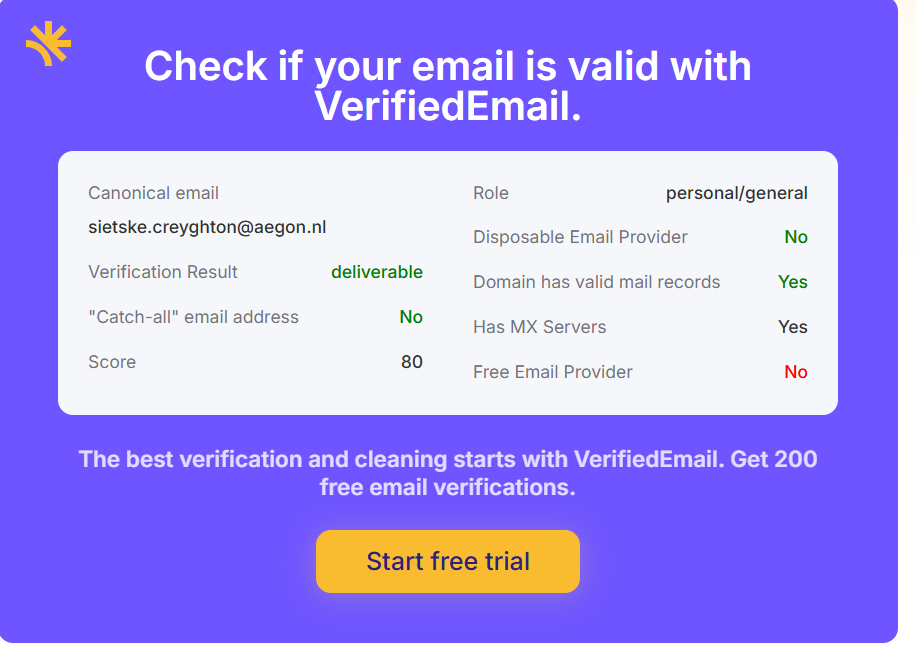 Check if your email is valid with
VerifiedEmail.
Canonical email
sietske.creyghton@aegon.nl
Verification Result deliverable
"Catch-all" email address No
Score 80
Role personal/general
Disposable Email Provider No
Domain has valid mail records Yes
Has MX Servers Yes
Free Email Provider No
The best verification and cleaning starts with VerifiedEmail. Get 200
free email verifications.
Start free trial